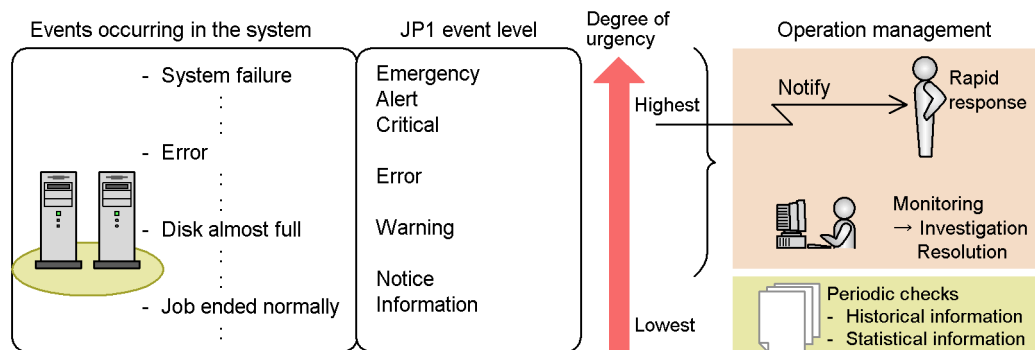 Events occurring in the system
- System failure
- Error
- Disk almost full
- Job ended normally
JP1 event level
Emergency
Alert
Critical
Error
Warning
Notice
Information
Degree of
urgency
Highest
Lowest
Operation management
Notify
Rapid
response
Monitoring
→ Investigation
Resolution
Periodic checks
- Historical information
- Statistical information